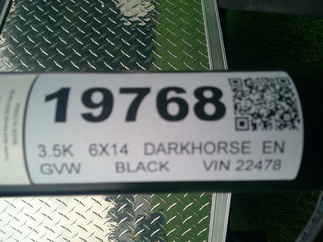 19768
3.5K 6X14 DARKHORSE EN
GVW BLACK VIN 22478